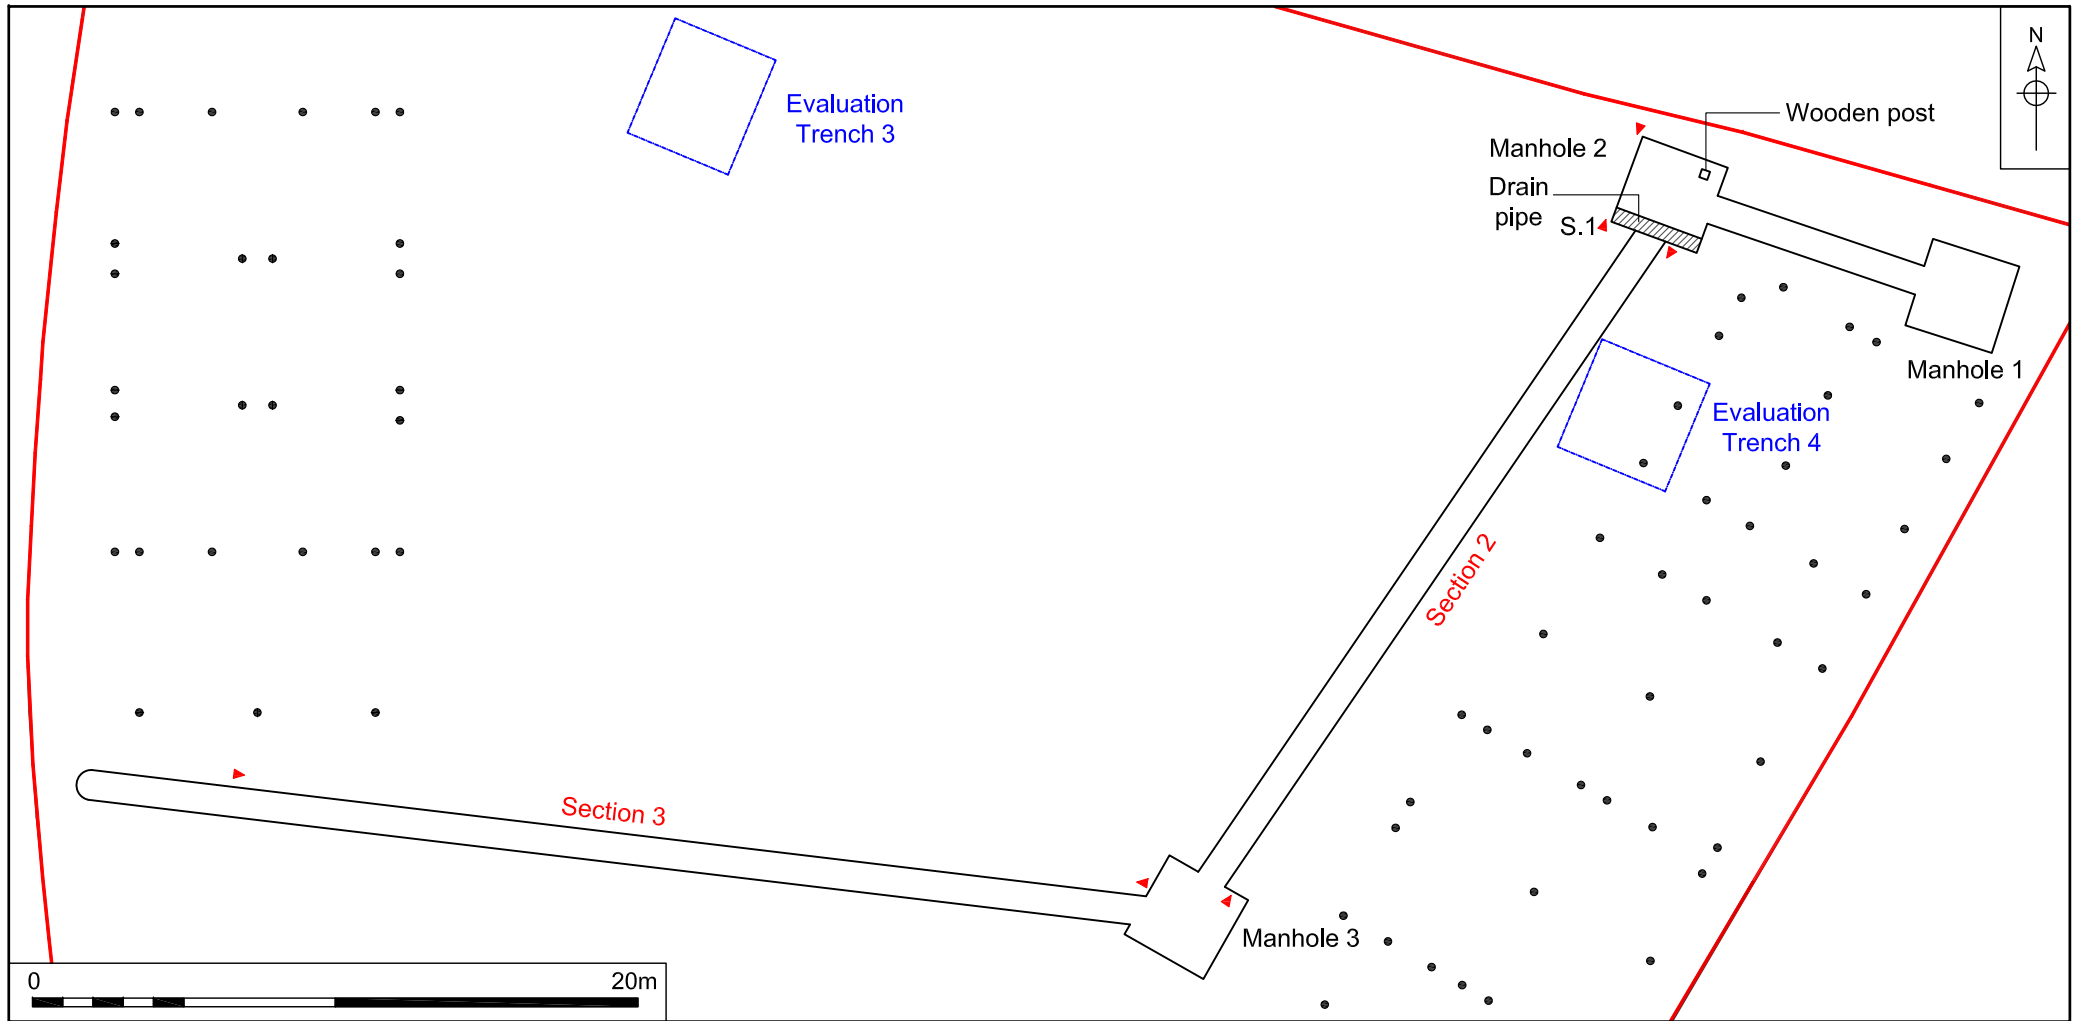 N
Evaluation
Trench 3
Wooden post
Manhole 2
Drain
pipe
S.1
Manhole 1
Evaluation
Trench 4
Section 2
Section 3
Manhole 3
0
20m